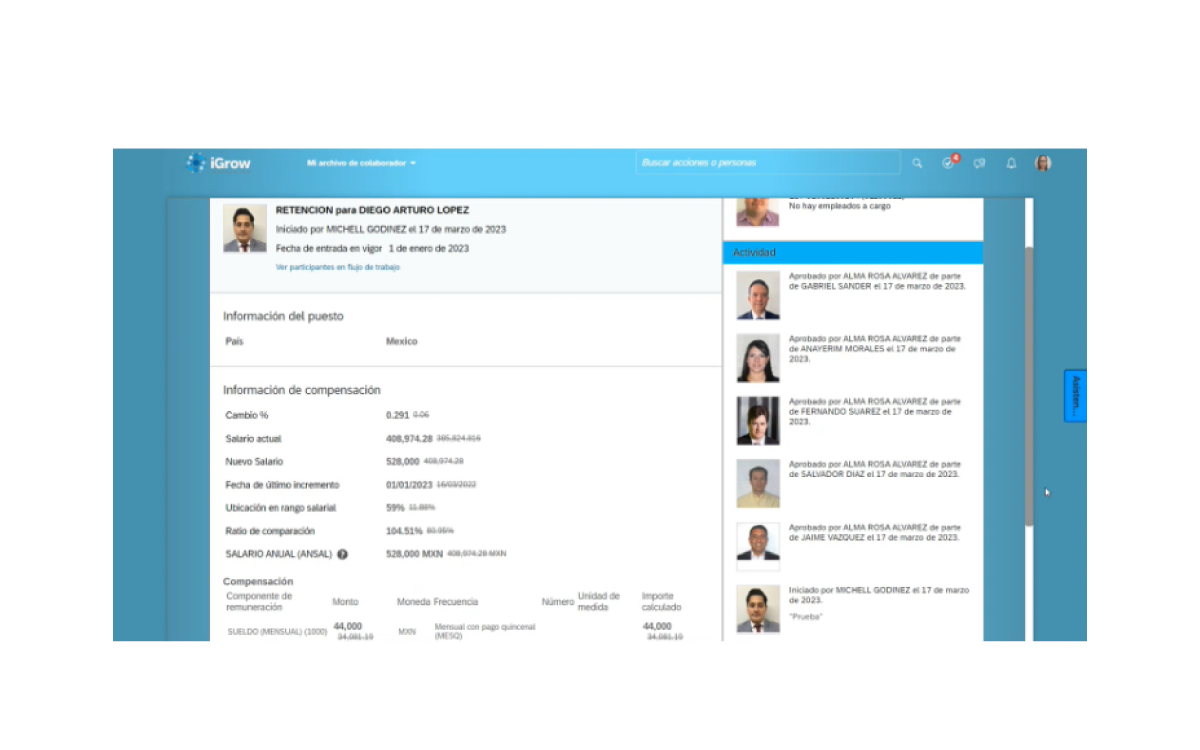 iGrow
Mi archivo de colaborador
Buscar acciones o personas
4
RETENCION para DIEGO ARTURO LOPEZ
Iniciado por MICHELL GODINEZ el 17 de marzo de 2023
Fecha de entrada en vigor 1 de enero de 2023
Ver participantes en flujo de trabajo
Información del puesto
País Mexico
Información de compensación
Cambio % 0.291 0.06
Salario actual 408,974.28 385,824.816
Nuevo Salario 528,000 408,974.28
Fecha de último incremento 01/01/2023 16/03/2022
Ubicación en rango salarial 59% 11.88%
Ratio de comparación 104.51% 80.95%
SALARIO ANUAL (ANSAL) ? 528,000 MXN 408,974.28 MXN
Compensación
Componente de remuneración Monto Moneda Frecuencia Número Unidad de medida Importe calculado
SUELDO (MENSUAL) (1000) 44,000 34,081.19 MXN Mensual con pago quincenal (MESQ) 44,000 34,081.19
No hay empleados a cargo
Actividad
Aprobado por ALMA ROSA ALVAREZ de parte
de GABRIEL SANDER el 17 de marzo de 2023.
Aprobado por ALMA ROSA ALVAREZ de parte
de ANAYERIM MORALES el 17 de marzo de
2023.
Aprobado por ALMA ROSA ALVAREZ de parte
de FERNANDO SUAREZ el 17 de marzo de
2023.
Aprobado por ALMA ROSA ALVAREZ de parte
de SALVADOR DIAZ el 17 de marzo de 2023.
Aprobado por ALMA ROSA ALVAREZ de parte
de JAIME VAZQUEZ el 17 de marzo de 2023.
Iniciado por MICHELL GODINEZ el 17 de marzo
de 2023.
"Prueba"
Asisten...